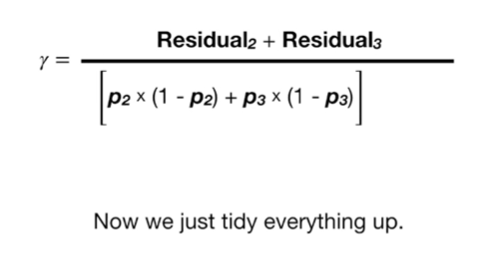 γ = Residual₂ + Residual₃
[p₂ × (1 - p₂) + p₃ × (1 - p₃)]
Now we just tidy everything up.